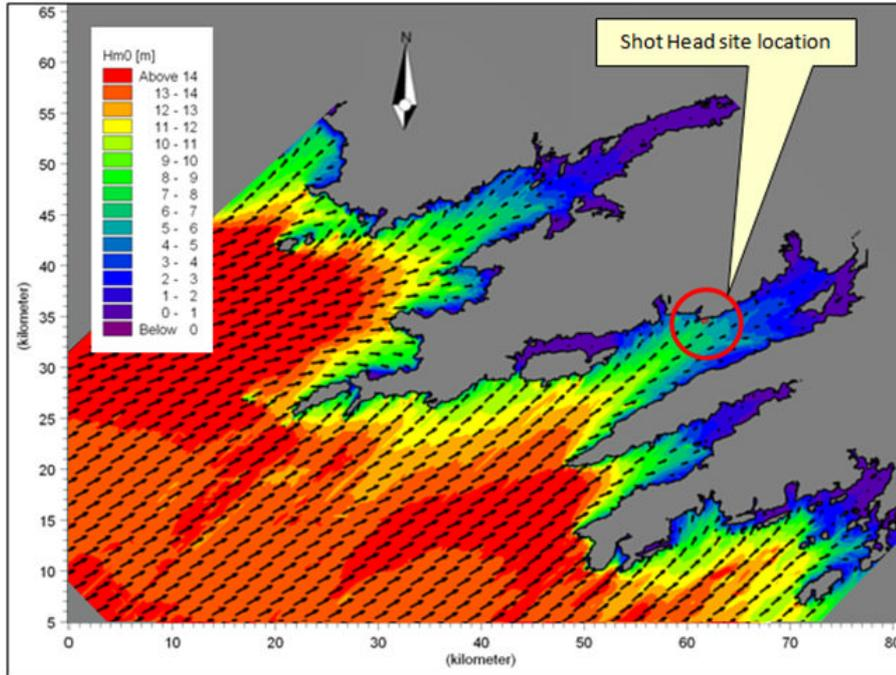 Shot Head site location
N
Hm0 [m]
Above 14
13 - 14
12 - 13
11 - 12
10 - 11
9 - 10
8 - 9
7 - 8
6 - 7
5 - 6
4 - 5
3 - 4
2 - 3
1 - 2
0 - 1
Below 0
65
60
55
50
45
40
35
30
25
20
15
10
5
(kilometer)
0 10 20 30 40 50 60 70 80
(kilometer)